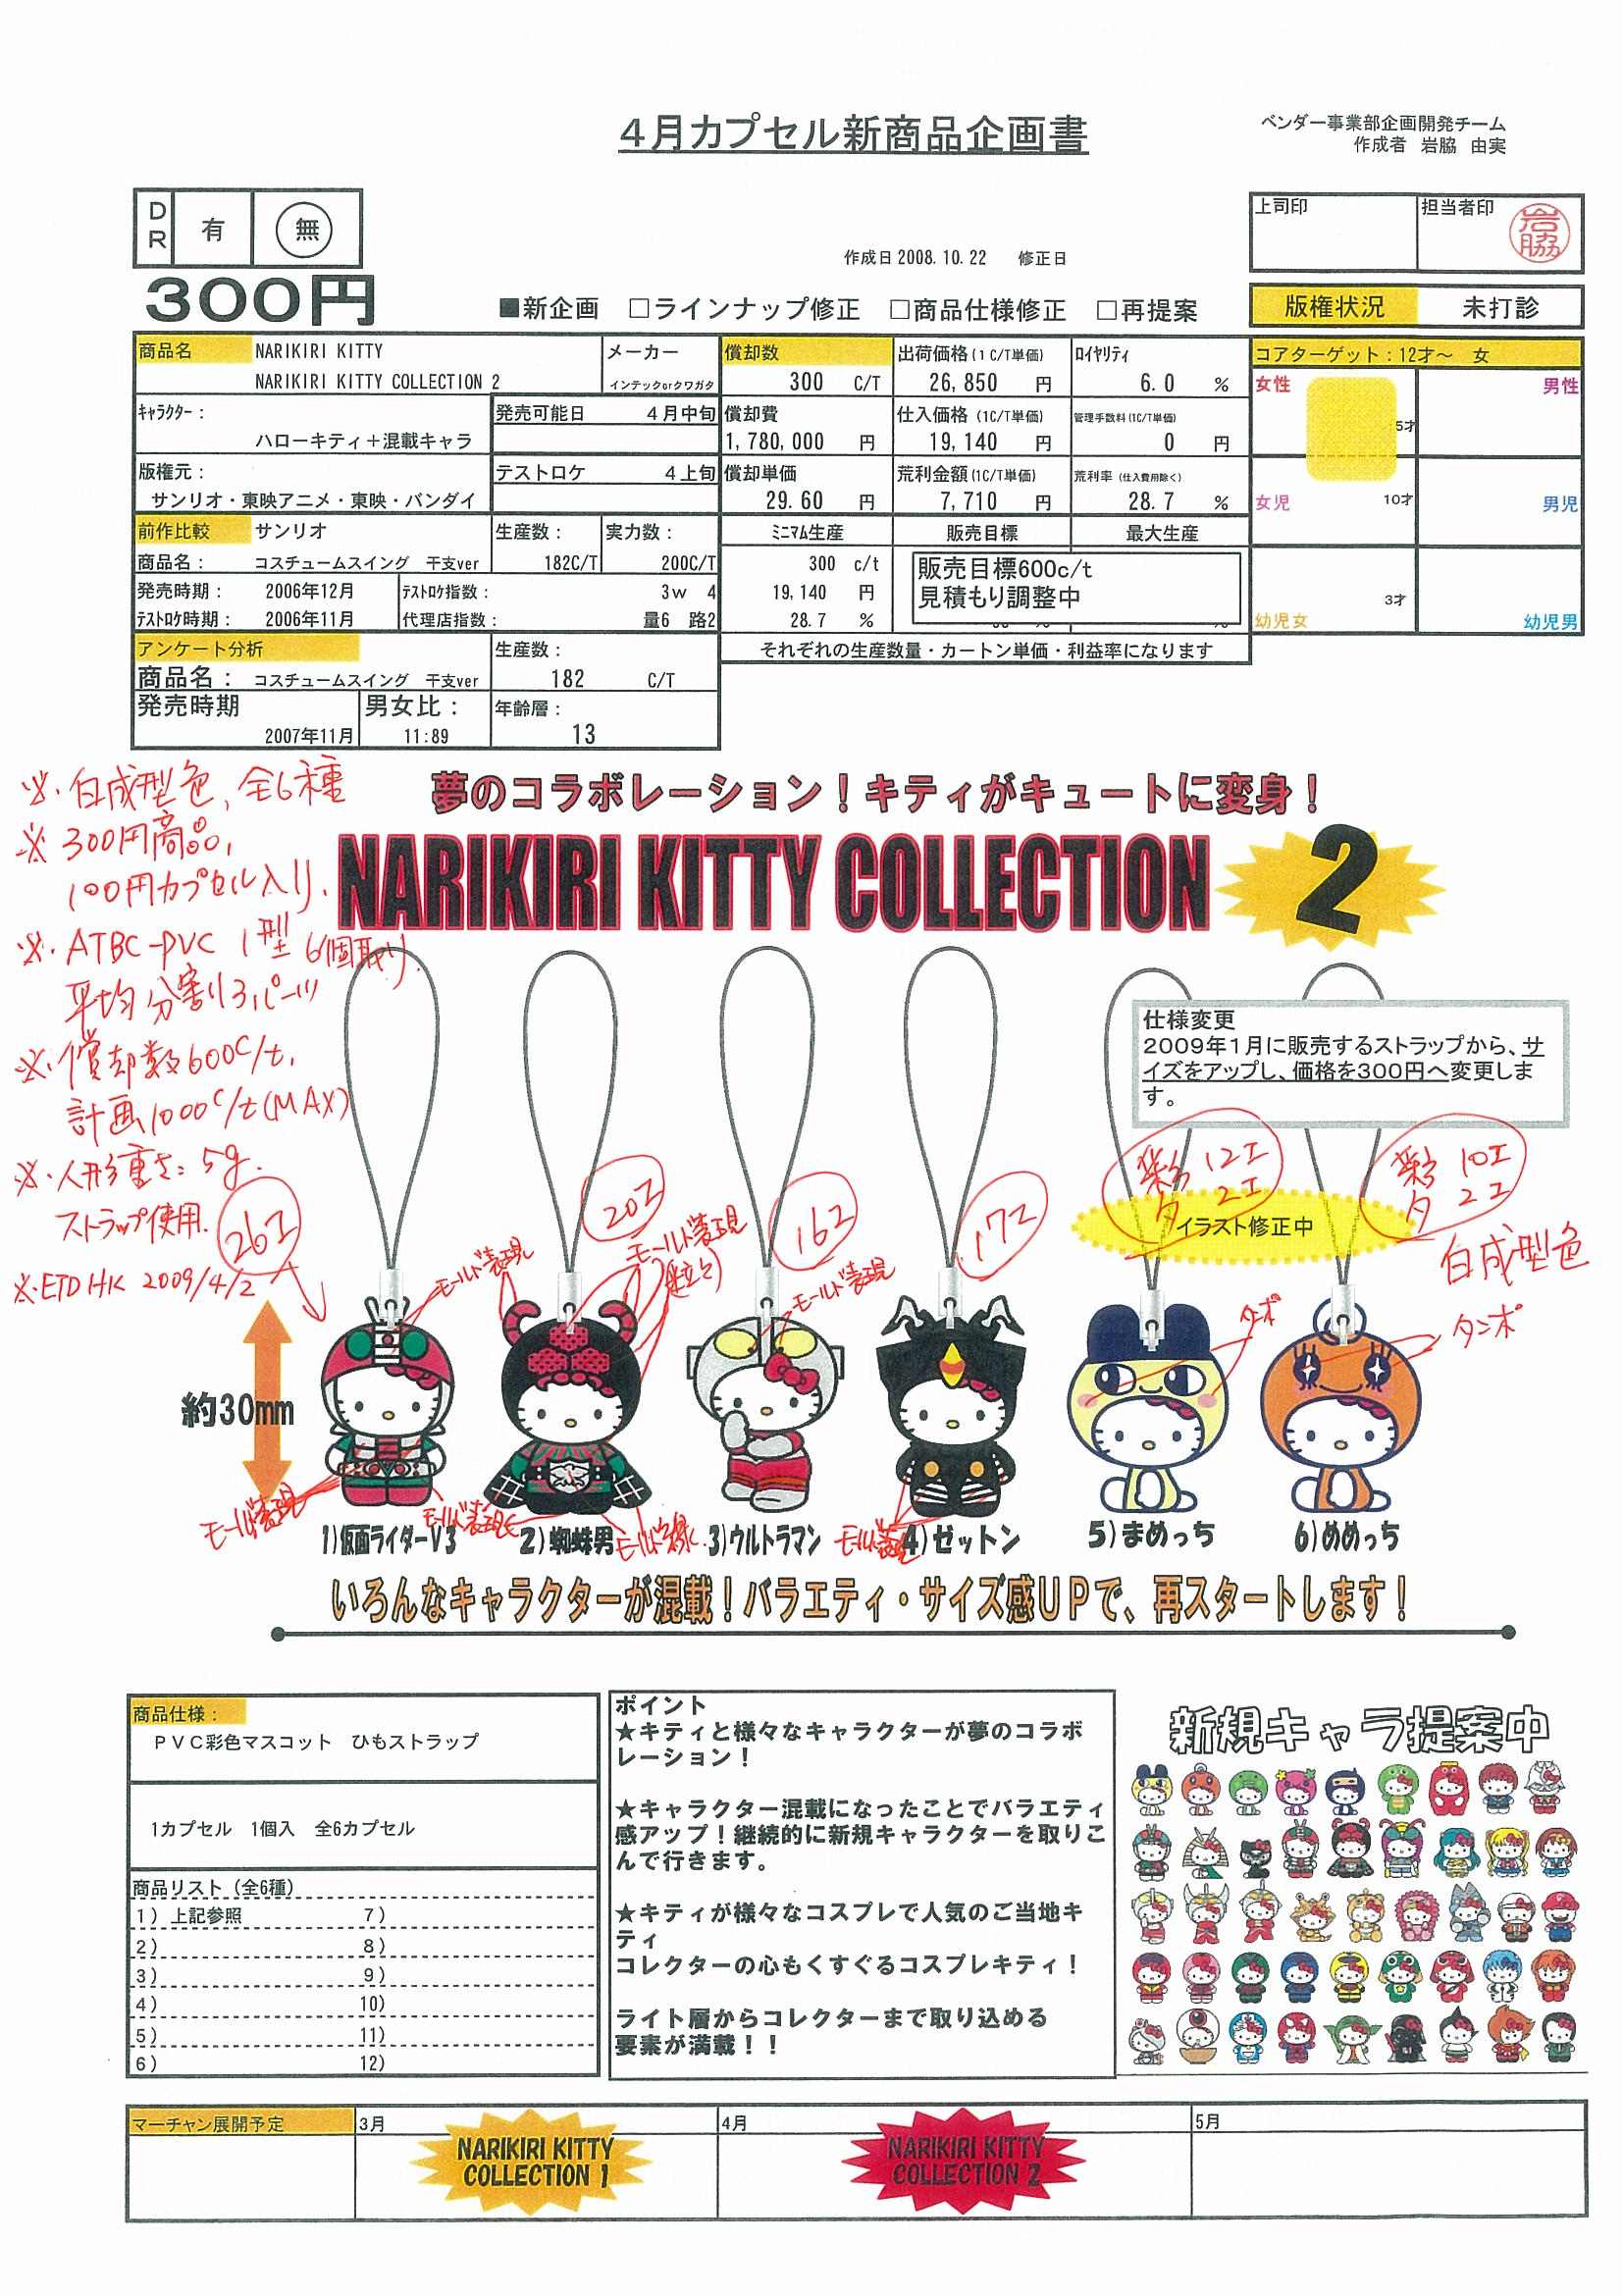 4月カプセル新商品企画書
ベンダー事業部企画開発チーム
作成者 岩脇 由実
DR 有 無
上司印 担当者印
岩脇
作成日2008.10.22 修正日
300円
■新企画 □ラインナップ修正 □商品仕様修正 □再提案
版権状況 未打診
商品名 NARIKIRI KITTY
NARIKIRI KITTY COLLECTION 2
メーカー
インテックorクワガタ
償却数
300 C/T
出荷価格(1C/T単価)
26,850 円
ロイヤリティ
6.0 %
コアターゲット:12才〜 女
女性 男性
5才
女児 10才 男児
3才
幼児女 幼児男
キャラクター:
ハローキティ+混載キャラ
発売可能日 4月中旬
償却費
1,780,000 円
仕入価格(1C/T単価)
19,140 円
管理手数料(1C/T単価)
0 円
版権元:
サンリオ・東映アニメ・東映・バンダイ
テストロケ 4上旬
償却単価
29.60 円
荒利金額(1C/T単価)
7,710 円
荒利率(仕入費用除く)
28.7 %
前作比較 サンリオ
生産数: 実力数:
商品名: コスチュームスイング 干支ver
182C/T 200C/T
発売時期: 2006年12月
テストロケ指数: 3w 4
テストロケ時期: 2006年11月
代理店指数: 量6 路2
ミニマム生産 販売目標 最大生産
300 c/t
19,140 円
28.7 %
販売目標600c/t
見積もり調整中
それぞれの生産数量・カートン単価・利益率になります
アンケート分析
商品名: コスチュームスイング 干支ver
生産数:
182 C/T
発売時期
2007年11月
男女比:
11:89
年齢層:
13
※.白成型色,全6種
※300円商品,
100円カプセル入り.
※.ATBC-PVC 1型 6個取り.
平均分割3パーツ
※.償却数600c/t.
計画1000c/t(MAX)
※.人形重さ:5g.
ストラップ使用.
※.ETD HK 2009/4/2
夢のコラボレーション!キティがキュートに変身!
NARIKIRI KITTY COLLECTION 2
仕様変更
2009年1月に販売するストラップから、サ
イズをアップし、価格を300円へ変更しま
す。
26工
20工
16工
17工
彩 12工
タ 2工
彩 10工
タ 2工
イラスト修正中
白成型色
モールド表現
モールド表現
モールド表現
タンポ
タンポ
約30mm
モールド表現
モールド表現
モールド表現
1)仮面ライダーV3
2)蜘蛛男
3)ウルトラマン
4)ゼットン
5)まめっち
6)めめっち
いろんなキャラクターが混載!バラエティ・サイズ感UPで、再スタートします!
商品仕様:
PVC彩色マスコット ひもストラップ
1カプセル 1個入 全6カプセル
商品リスト(全6種)
1) 上記参照 7)
2) 8)
3) 9)
4) 10)
5) 11)
6) 12)
ポイント
★キティと様々なキャラクターが夢のコラボ
レーション!
★キャラクター混載になったことでバラエティ
感アップ!継続的に新規キャラクターを取りこ
んで行きます。
★キティが様々なコスプレで人気のご当地キ
ティ
コレクターの心もくすぐるコスプレキティ!
ライト層からコレクターまで取り込める
要素が満載!!
新規キャラ提案中
マーチャン展開予定 3月 4月 5月
NARIKIRI KITTY
COLLECTION 1
NARIKIRI KITTY
COLLECTION 2